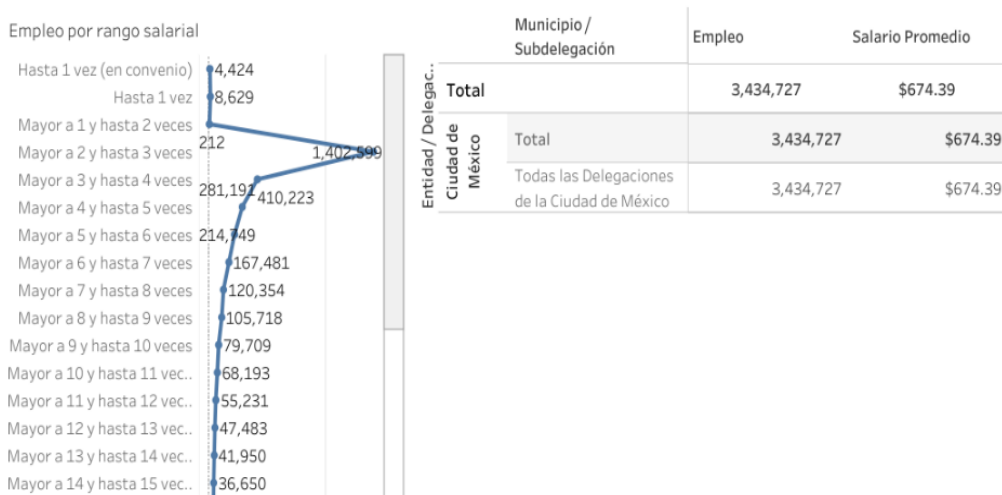 Empleo por rango salarial
Hasta 1 vez (en convenio) 4,424
Hasta 1 vez 8,629
Mayor a 1 y hasta 2 veces 212
Mayor a 2 y hasta 3 veces 1,402,599
Mayor a 3 y hasta 4 veces 410,223
Mayor a 4 y hasta 5 veces 281,191
Mayor a 5 y hasta 6 veces 214,749
Mayor a 6 y hasta 7 veces 167,481
Mayor a 7 y hasta 8 veces 120,354
Mayor a 8 y hasta 9 veces 105,718
Mayor a 9 y hasta 10 veces 79,709
Mayor a 10 y hasta 11 vec.. 68,193
Mayor a 11 y hasta 12 vec.. 55,231
Mayor a 12 y hasta 13 vec.. 47,483
Mayor a 13 y hasta 14 vec.. 41,950
Mayor a 14 y hasta 15 vec.. 36,650
Entidad / Delegac..
Municipio /
Subdelegación
Empleo
Salario Promedio
Total 3,434,727 $674.39
Ciudad de
México
Total 3,434,727 $674.39
Todas las Delegaciones
de la Ciudad de México
3,434,727 $674.39